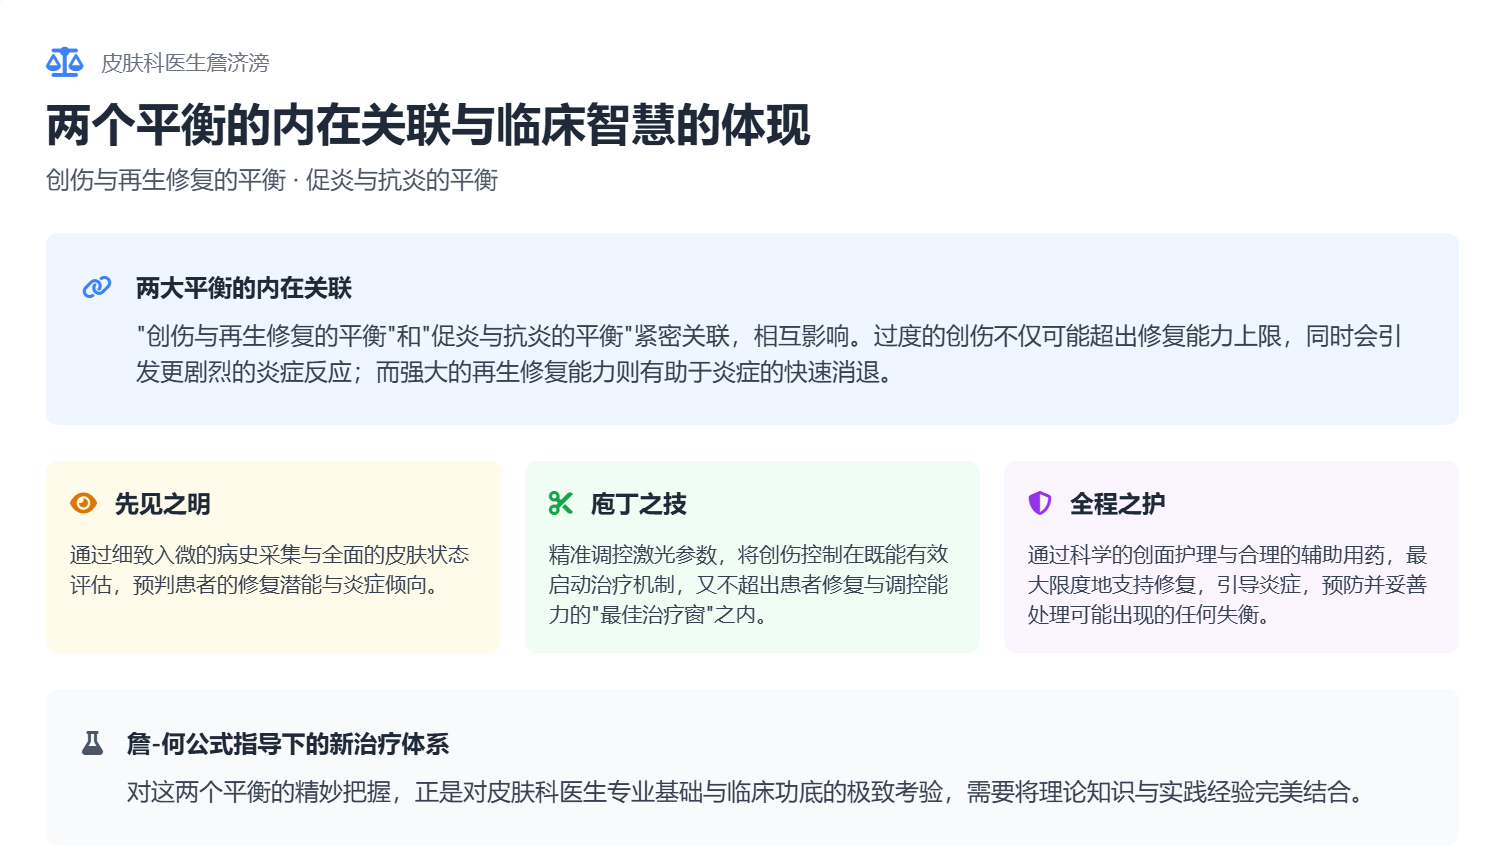 皮肤科医生詹济滂
两个平衡的内在关联与临床智慧的体现
创伤与再生修复的平衡 · 促炎与抗炎的平衡
两大平衡的内在关联
"创伤与再生修复的平衡"和"促炎与抗炎的平衡"紧密关联，相互影响。过度的创伤不仅可能超出修复能力上限，同时会引
发更剧烈的炎症反应；而强大的再生修复能力则有助于炎症的快速消退。
先见之明
通过细致入微的病史采集与全面的皮肤状态
评估，预判患者的修复潜能与炎症倾向。
庖丁之技
精准调控激光参数，将创伤控制在既能有效
启动治疗机制，又不超出患者修复与调控能
力的"最佳治疗窗"之内。
全程之护
通过科学的创面护理与合理的辅助用药，最
大限度地支持修复，引导炎症，预防并妥善
处理可能出现的任何失衡。
詹-何公式指导下的新治疗体系
对这两个平衡的精妙把握，正是对皮肤科医生专业基础与临床功底的极致考验，需要将理论知识与实践经验完美结合。